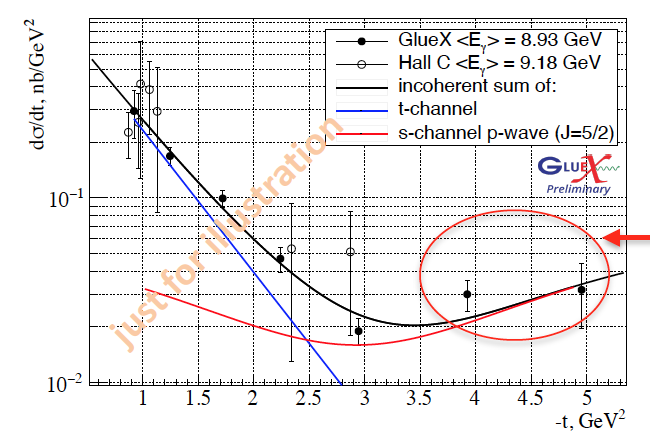 dσ/dt, nb/GeV²
GlueX <Eγ> = 8.93 GeV
Hall C <Eγ> = 9.18 GeV
incoherent sum of:
t-channel
s-channel p-wave (J=5/2)
GLUEX
Preliminary
just for illustration
10⁻¹
10⁻²
1 1.5 2 2.5 3 3.5 4 4.5 5
-t, GeV²